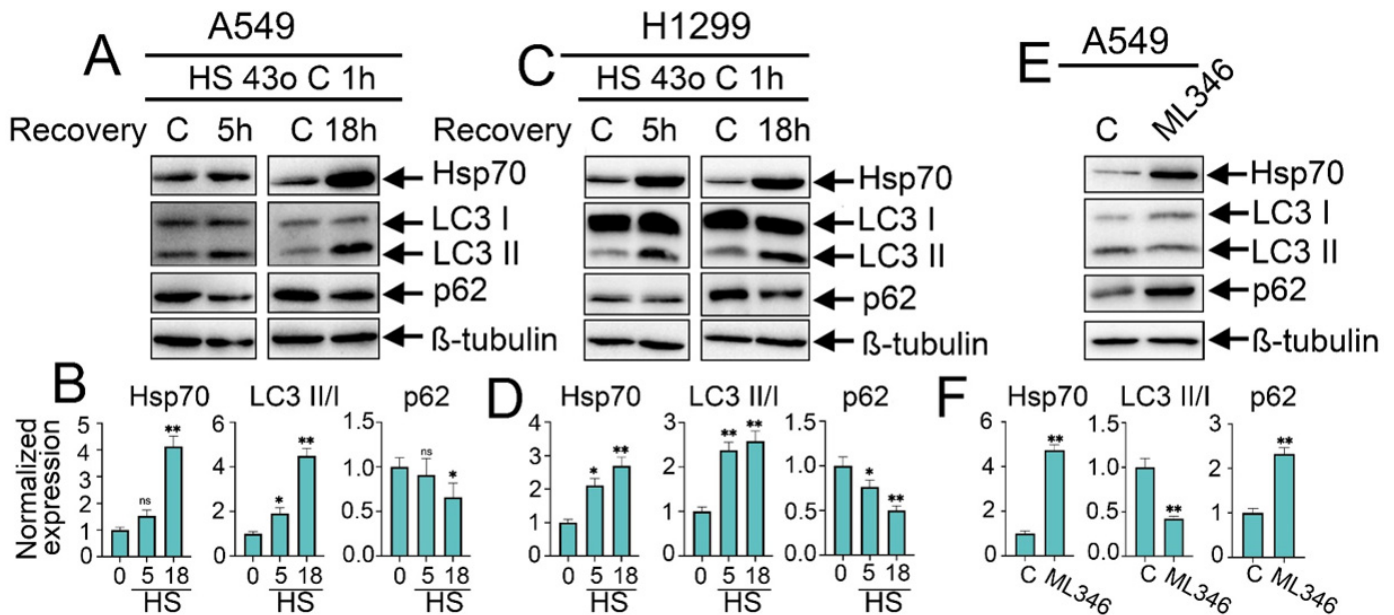 A
A549
HS 43o C 1h
Recovery C 5h C 18h
Hsp70
LC3 I
LC3 II
p62
ß-tubulin
C
H1299
HS 43o C 1h
Recovery C 5h C 18h
Hsp70
LC3 I
LC3 II
p62
ß-tubulin
E
A549
C ML346
Hsp70
LC3 I
LC3 II
p62
ß-tubulin
B
Normalized
expression
Hsp70
5
4
3
2
1
0
ns
**
0 5 18
HS
LC3 II/I
6
4
2
0
*
**
0 5 18
HS
p62
1.5
1.0
0.5
0.0
ns
*
0 5 18
HS
D
Hsp70
4
3
2
1
0
*
**
0 5 18
HS
LC3 II/I
3
2
1
0
**
**
0 5 18
HS
p62
1.5
1.0
0.5
0.0
*
**
0 5 18
HS
F
Hsp70
6
4
2
0
**
C ML346
LC3 II/I
1.5
1.0
0.5
0.0
**
C ML346
p62
3
2
1
0
**
C ML346